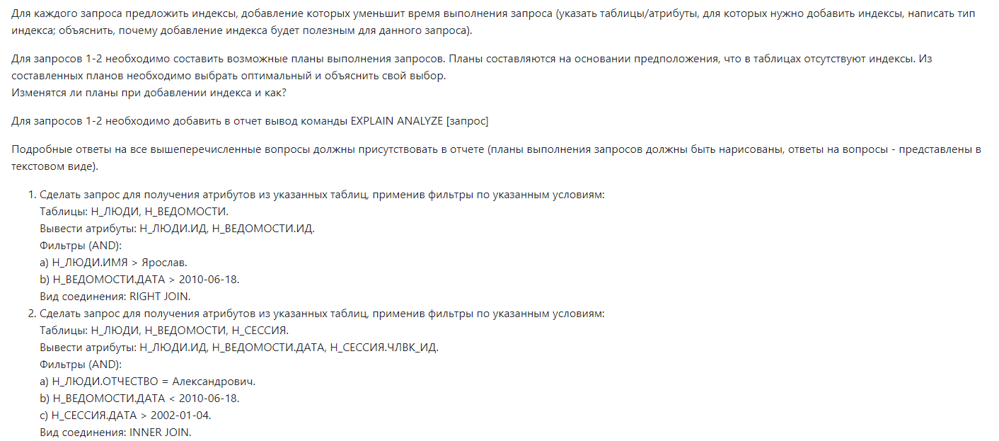 Для каждого запроса предложить индексы, добавление которых уменьшит время выполнения запроса (указать таблицы/атрибуты, для которых нужно добавить индексы, написать тип
индекса; объяснить, почему добавление индекса будет полезным для данного запроса).
Для запросов 1-2 необходимо составить возможные планы выполнения запросов. Планы составляются на основании предположения, что в таблицах отсутствуют индексы. Из
составленных планов необходимо выбрать оптимальный и объяснить свой выбор.
Изменятся ли планы при добавлении индекса и как?
Для запросов 1-2 необходимо добавить в отчет вывод команды EXPLAIN ANALYZE [запрос]
Подробные ответы на все вышеперечисленные вопросы должны присутствовать в отчете (планы выполнения запросов должны быть нарисованы, ответы на вопросы - представлены в
текстовом виде).
1. Сделать запрос для получения атрибутов из указанных таблиц, применив фильтры по указанным условиям:
Таблицы: Н_ЛЮДИ, Н_ВЕДОМОСТИ.
Вывести атрибуты: Н_ЛЮДИ.ИД, Н_ВЕДОМОСТИ.ИД.
Фильтры (AND):
a) Н_ЛЮДИ.ИМЯ > Ярослав.
b) Н_ВЕДОМОСТИ.ДАТА > 2010-06-18.
Вид соединения: RIGHT JOIN.
2. Сделать запрос для получения атрибутов из указанных таблиц, применив фильтры по указанным условиям:
Таблицы: Н_ЛЮДИ, Н_ВЕДОМОСТИ, Н_СЕССИЯ.
Вывести атрибуты: Н_ЛЮДИ.ИД, Н_ВЕДОМОСТИ.ДАТА, Н_СЕССИЯ.ЧЛВК_ИД.
Фильтры (AND):
a) Н_ЛЮДИ.ОТЧЕСТВО = Александрович.
b) Н_ВЕДОМОСТИ.ДАТА < 2010-06-18.
c) Н_СЕССИЯ.ДАТА > 2002-01-04.
Вид соединения: INNER JOIN.